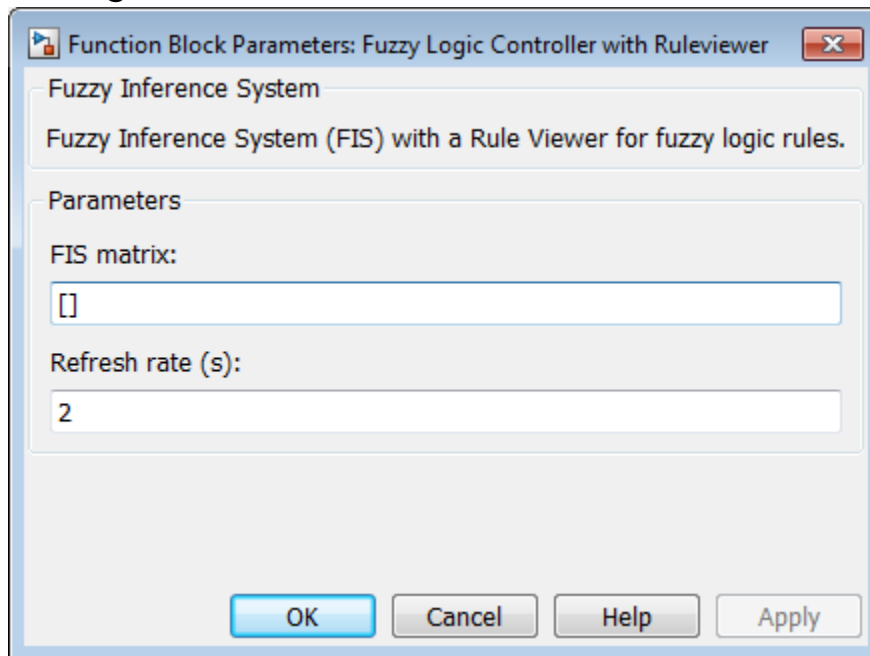 Function Block Parameters: Fuzzy Logic Controller with Ruleviewer
Fuzzy Inference System
Fuzzy Inference System (FIS) with a Rule Viewer for fuzzy logic rules.
Parameters
FIS matrix:
[]
Refresh rate (s):
2
OK Cancel Help Apply